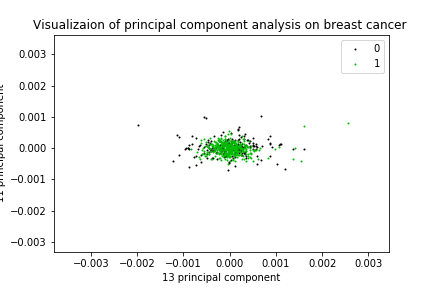 Visualizaion of principal component analysis on breast cancer
0
1
0.003
0.002
0.001
0.000
−0.001
−0.002
−0.003
principal component
−0.003 −0.002 −0.001 0.000 0.001 0.002 0.003
13 principal component